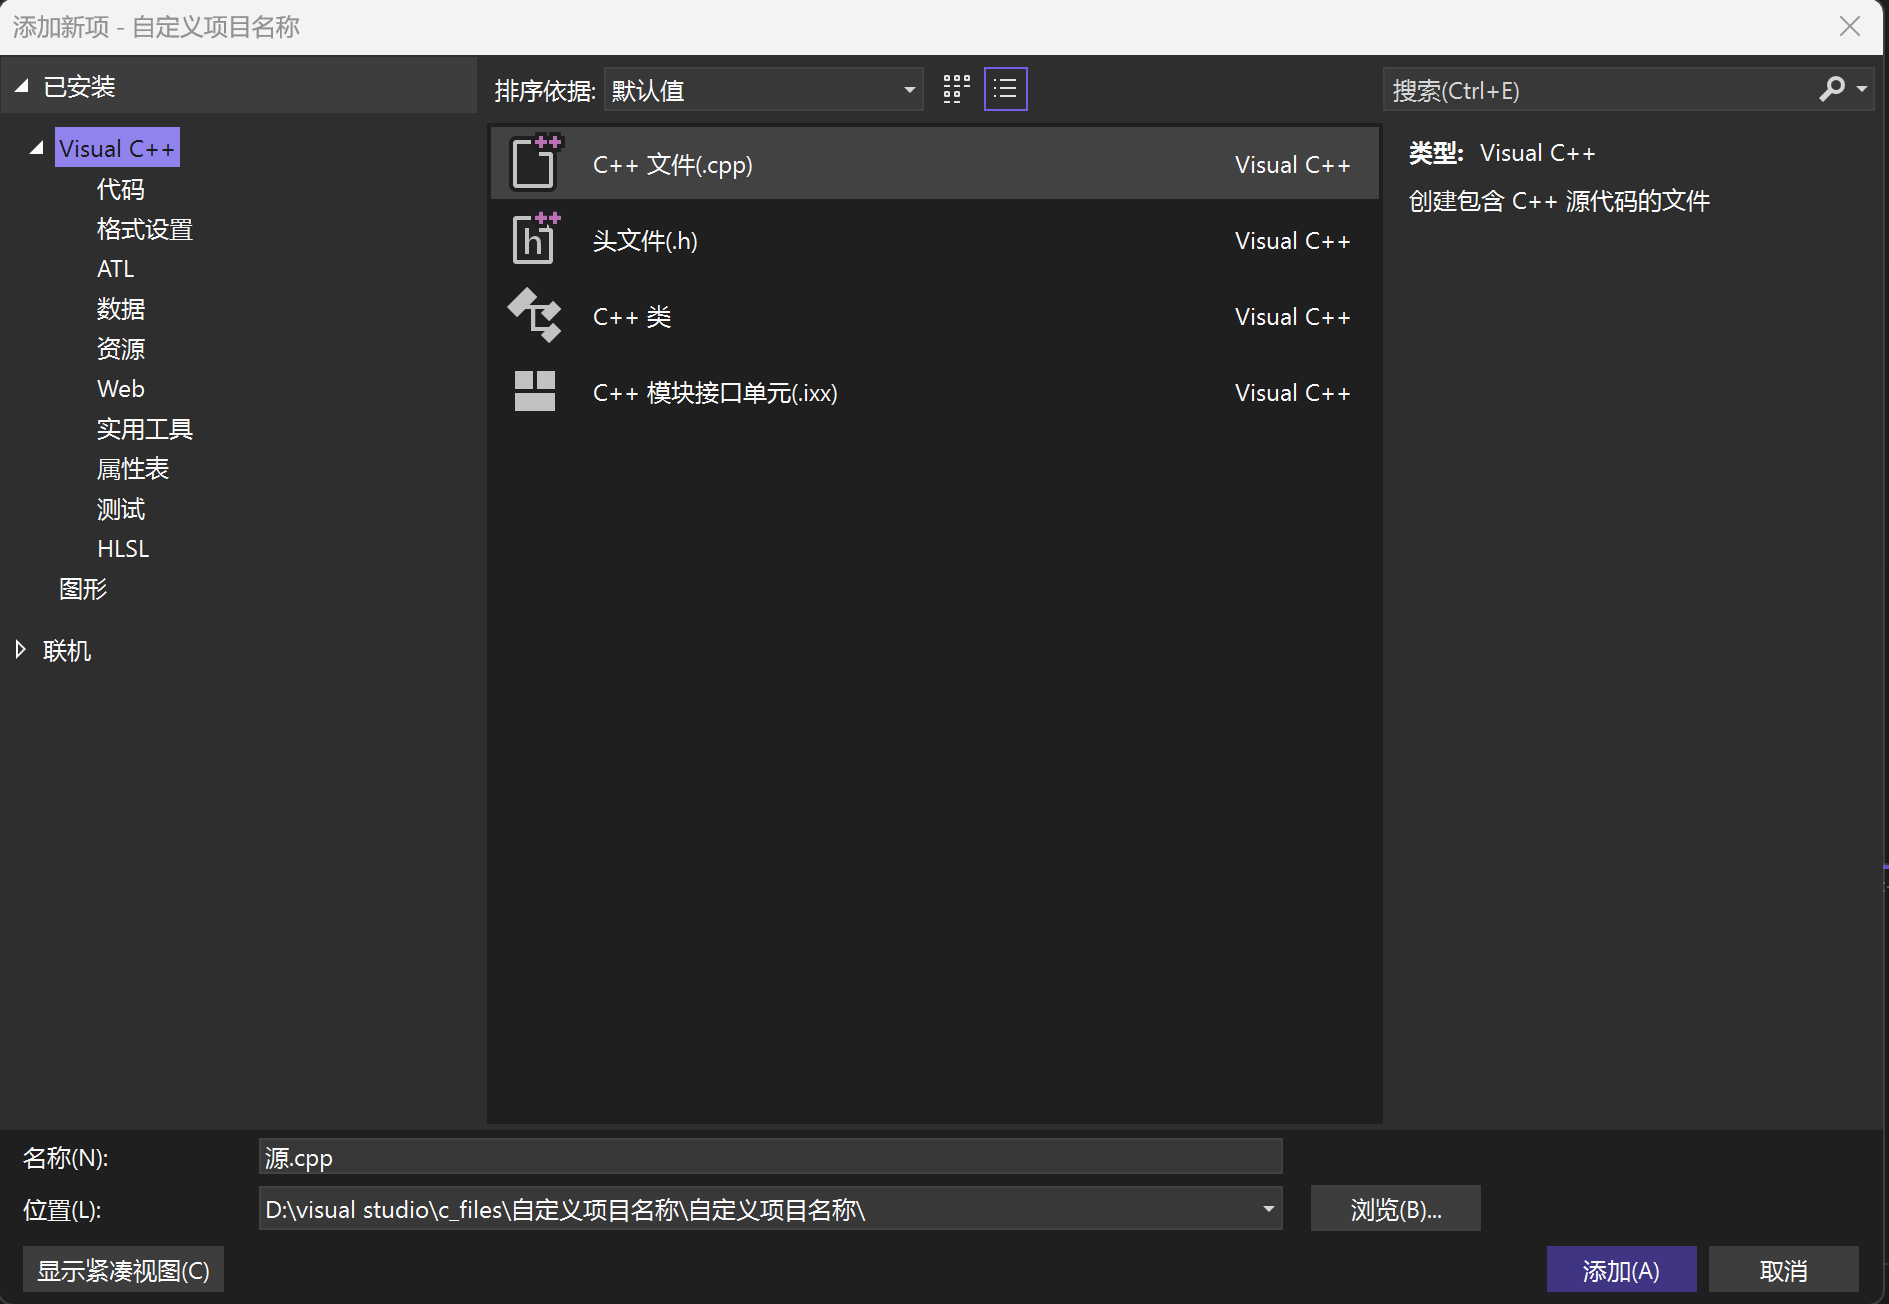 添加新项 - 自定义项目名称
已安装
Visual C++
代码
格式设置
ATL
数据
资源
Web
实用工具
属性表
测试
HLSL
图形
联机
排序依据: 默认值
C++ 文件(.cpp) Visual C++
头文件(.h) Visual C++
C++ 类 Visual C++
C++ 模块接口单元(.ixx) Visual C++
搜索(Ctrl+E)
类型: Visual C++
创建包含 C++ 源代码的文件
名称(N): 源.cpp
位置(L): D:\visual studio\c_files\自定义项目名称\自定义项目名称\
浏览(B)...
显示紧凑视图(C)
添加(A)
取消